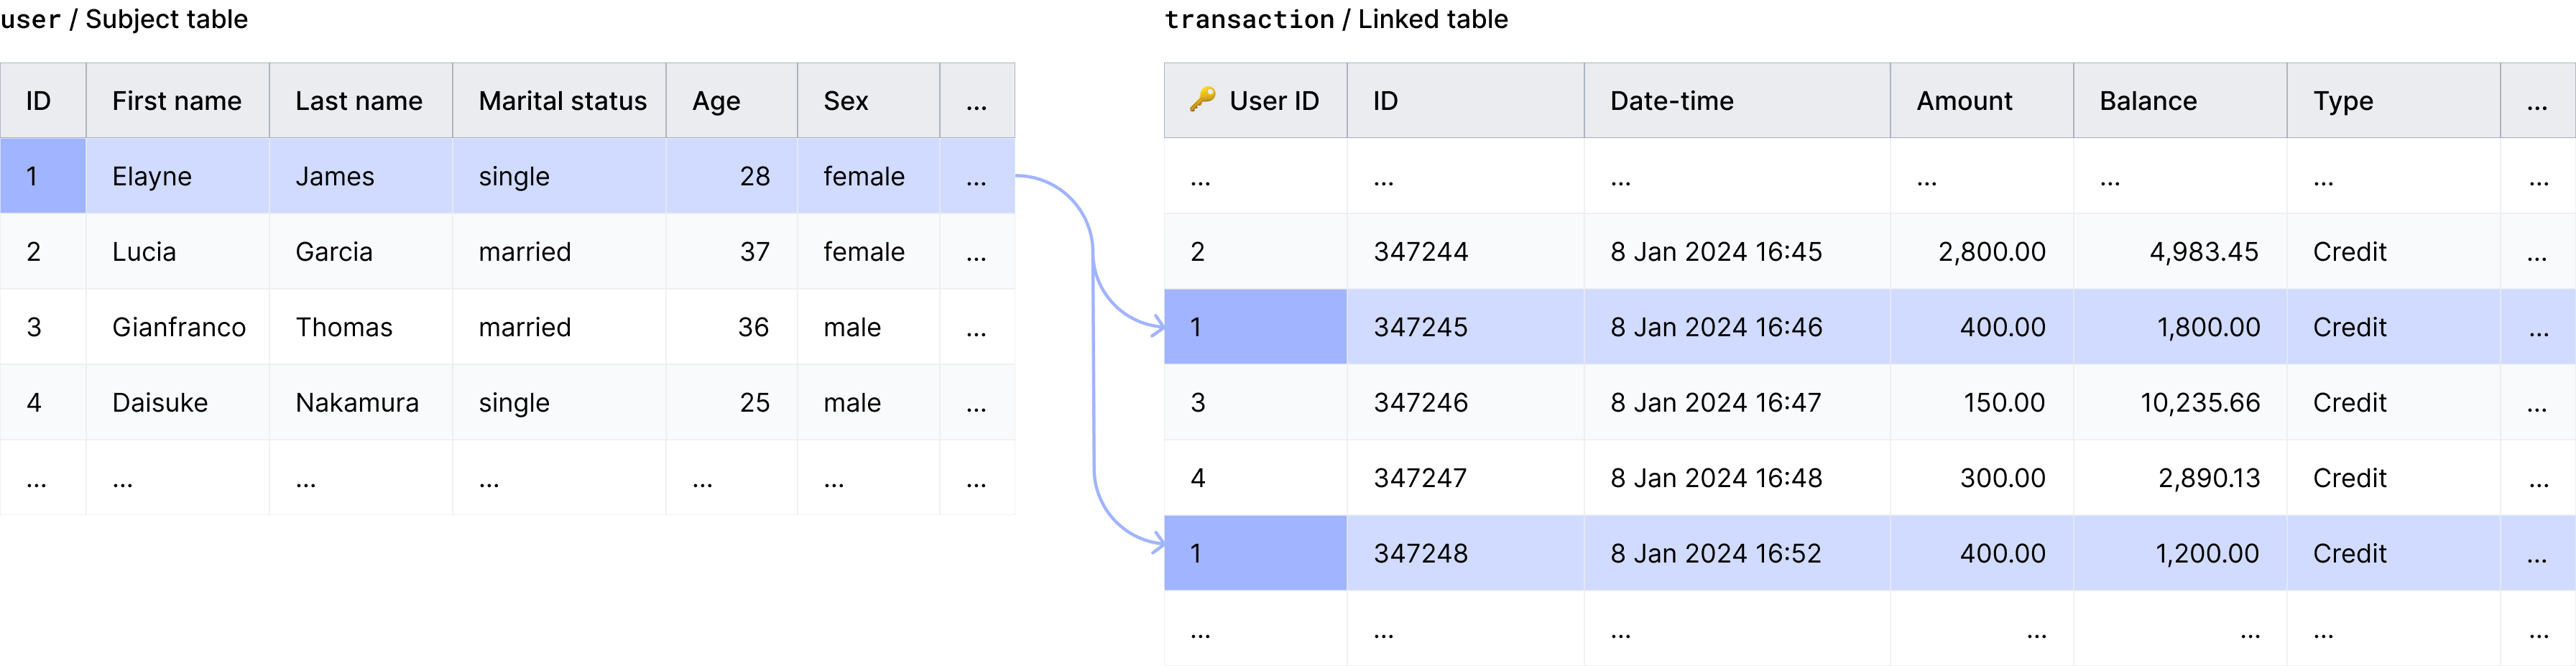 user / Subject table
ID First name Last name Marital status Age Sex ...
1 Elayne James single 28 female ...
2 Lucia Garcia married 37 female ...
3 Gianfranco Thomas married 36 male ...
4 Daisuke Nakamura single 25 male ...
... ... ... ... ... ... ...
transaction / Linked table
🔑 User ID ID Date-time Amount Balance Type ...
... ... ... ... ... ... ...
2 347244 8 Jan 2024 16:45 2,800.00 4,983.45 Credit ...
1 347245 8 Jan 2024 16:46 400.00 1,800.00 Credit ...
3 347246 8 Jan 2024 16:47 150.00 10,235.66 Credit ...
4 347247 8 Jan 2024 16:48 300.00 2,890.13 Credit ...
1 347248 8 Jan 2024 16:52 400.00 1,200.00 Credit ...
... ... ... ... ... ... ...